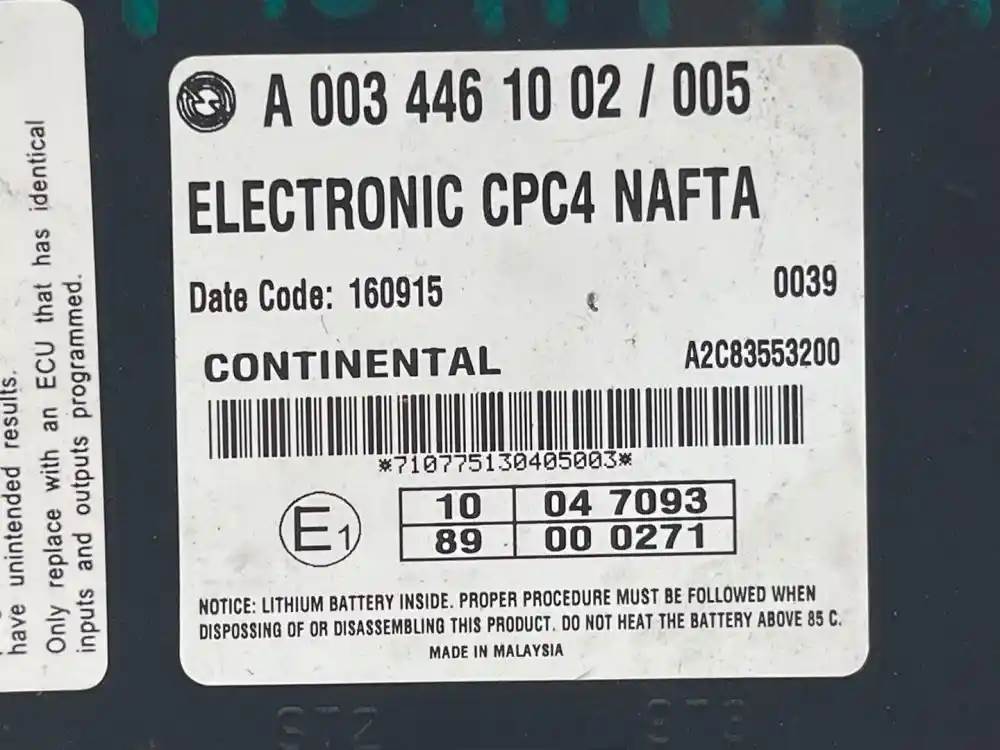 have unintended results.
Only replace with an ECU that has identical
inputs and outputs programmed.
A 003 446 10 02 / 005
ELECTRONIC CPC4 NAFTA
Date Code: 160915 0039
CONTINENTAL A2C83553200
*710775130405003*
E1
10 04 7093
89 00 0271
NOTICE: LITHIUM BATTERY INSIDE. PROPER PROCEDURE MUST BE FOLLOWED WHEN
DISPOSSING OF OR DISASSEMBLING THIS PRODUCT. DO NOT HEAT THE BATTERY ABOVE 85 C.
MADE IN MALAYSIA